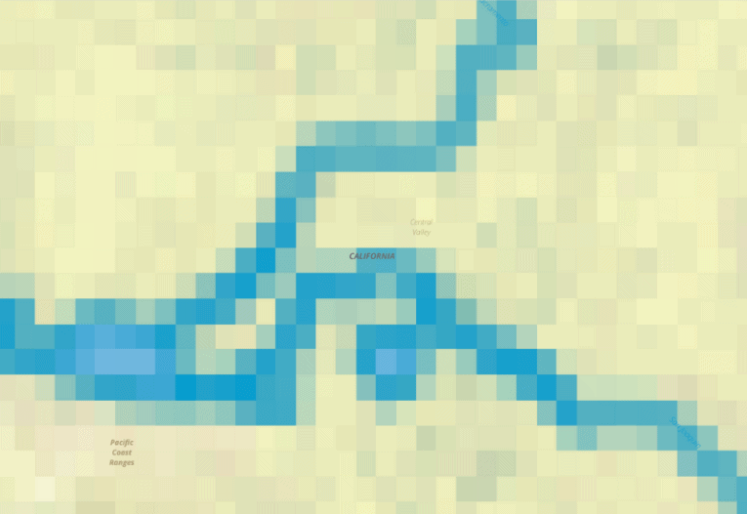 Central
Valley
CALIFORNIA
Pacific
Coast
Ranges